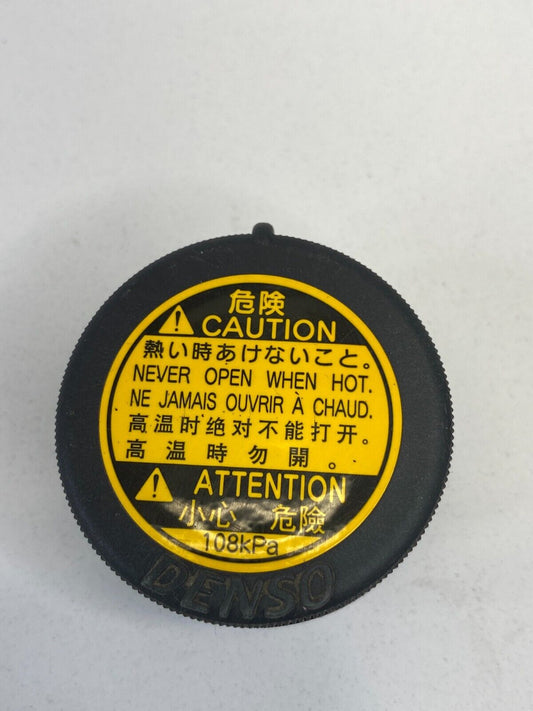 危険
CAUTION
熱い時あけないこと。
NEVER OPEN WHEN HOT.
NE JAMAIS OUVRIR À CHAUD.
高温时绝对不能打开。
高温時勿開。
ATTENTION
小心 危險
108kPa
DENSO